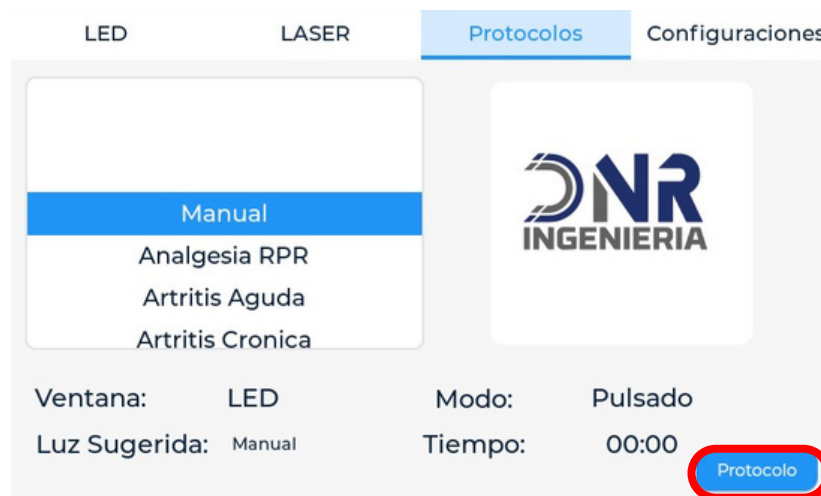 LED LASER Protocolos Configuraciones
Manual
Analgesia RPR
Artritis Aguda
Artritis Cronica
DNR
INGENIERIA
Ventana: LED Modo: Pulsado
Luz Sugerida: Manual Tiempo: 00:00
Protocolo